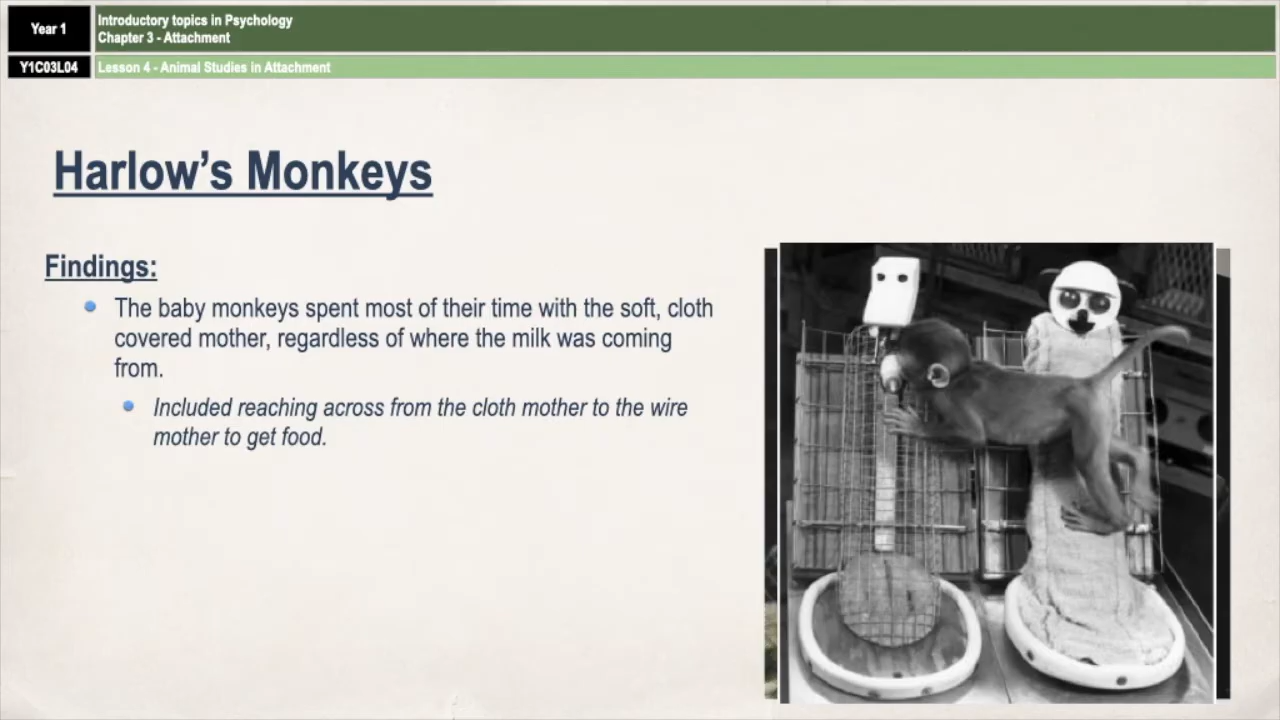 Year 1
Introductory topics in Psychology
Chapter 3 - Attachment
Y1C03L04
Lesson 4 - Animal Studies in Attachment
Harlow’s Monkeys
Findings:
The baby monkeys spent most of their time with the soft, cloth
covered mother, regardless of where the milk was coming
from.
Included reaching across from the cloth mother to the wire
mother to get food.